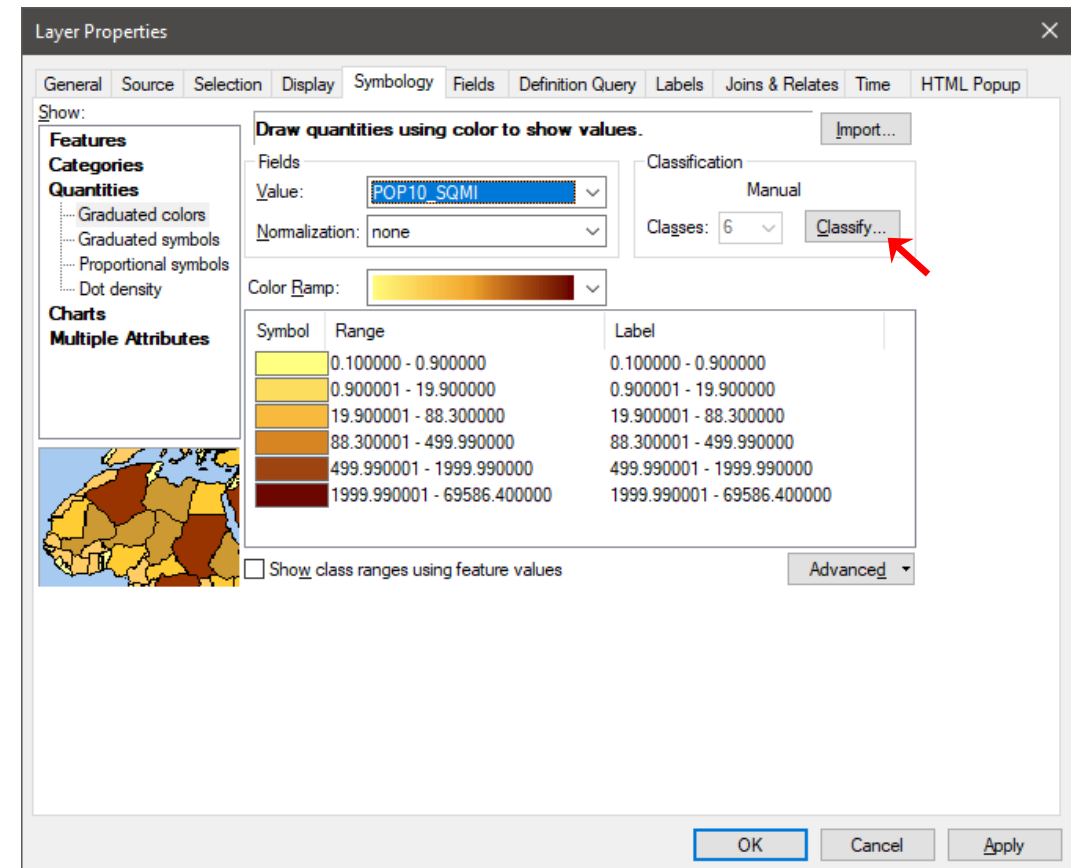 Layer Properties
General Source Selection Display Symbology Fields Definition Query Labels Joins & Relates Time HTML Popup
Show:
Features
Categories
Quantities
Graduated colors
Graduated symbols
Proportional symbols
Dot density
Charts
Multiple Attributes
Draw quantities using color to show values.
Import...
Fields
Value: POP10_SQMI
Normalization: none
Classification
Manual
Classes: 6 Classify...
Color Ramp:
Symbol Range Label
0.100000 - 0.900000 0.100000 - 0.900000
0.900001 - 19.900000 0.900001 - 19.900000
19.900001 - 88.300000 19.900001 - 88.300000
88.300001 - 499.990000 88.300001 - 499.990000
499.990001 - 1999.990000 499.990001 - 1999.990000
1999.990001 - 69586.400000 1999.990001 - 69586.400000
Show class ranges using feature values
Advanced
OK Cancel Apply